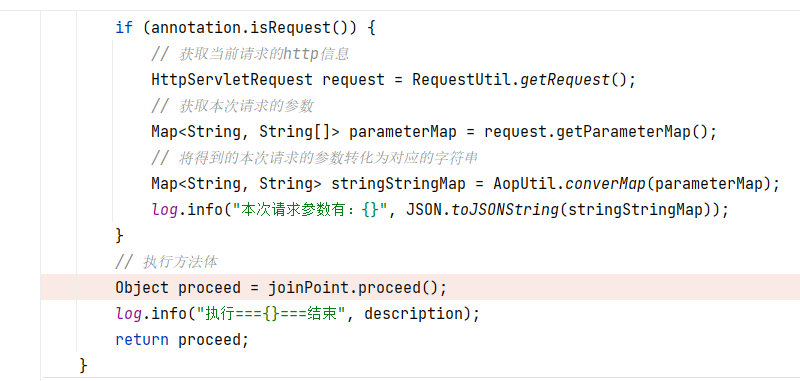 if (annotation.isRequest()) {
// 获取当前请求的http信息
HttpServletRequest request = RequestUtil.getRequest();
// 获取本次请求的参数
Map<String, String[]> parameterMap = request.getParameterMap();
// 将得到的本次请求的参数转化为对应的字符串
Map<String, String> stringStringMap = AopUtil.converMap(parameterMap);
log.info("本次请求参数有：{}", JSON.toJSONString(stringStringMap));
}
// 执行方法体
Object proceed = joinPoint.proceed();
log.info("执行==={}===结束", description);
return proceed;
}